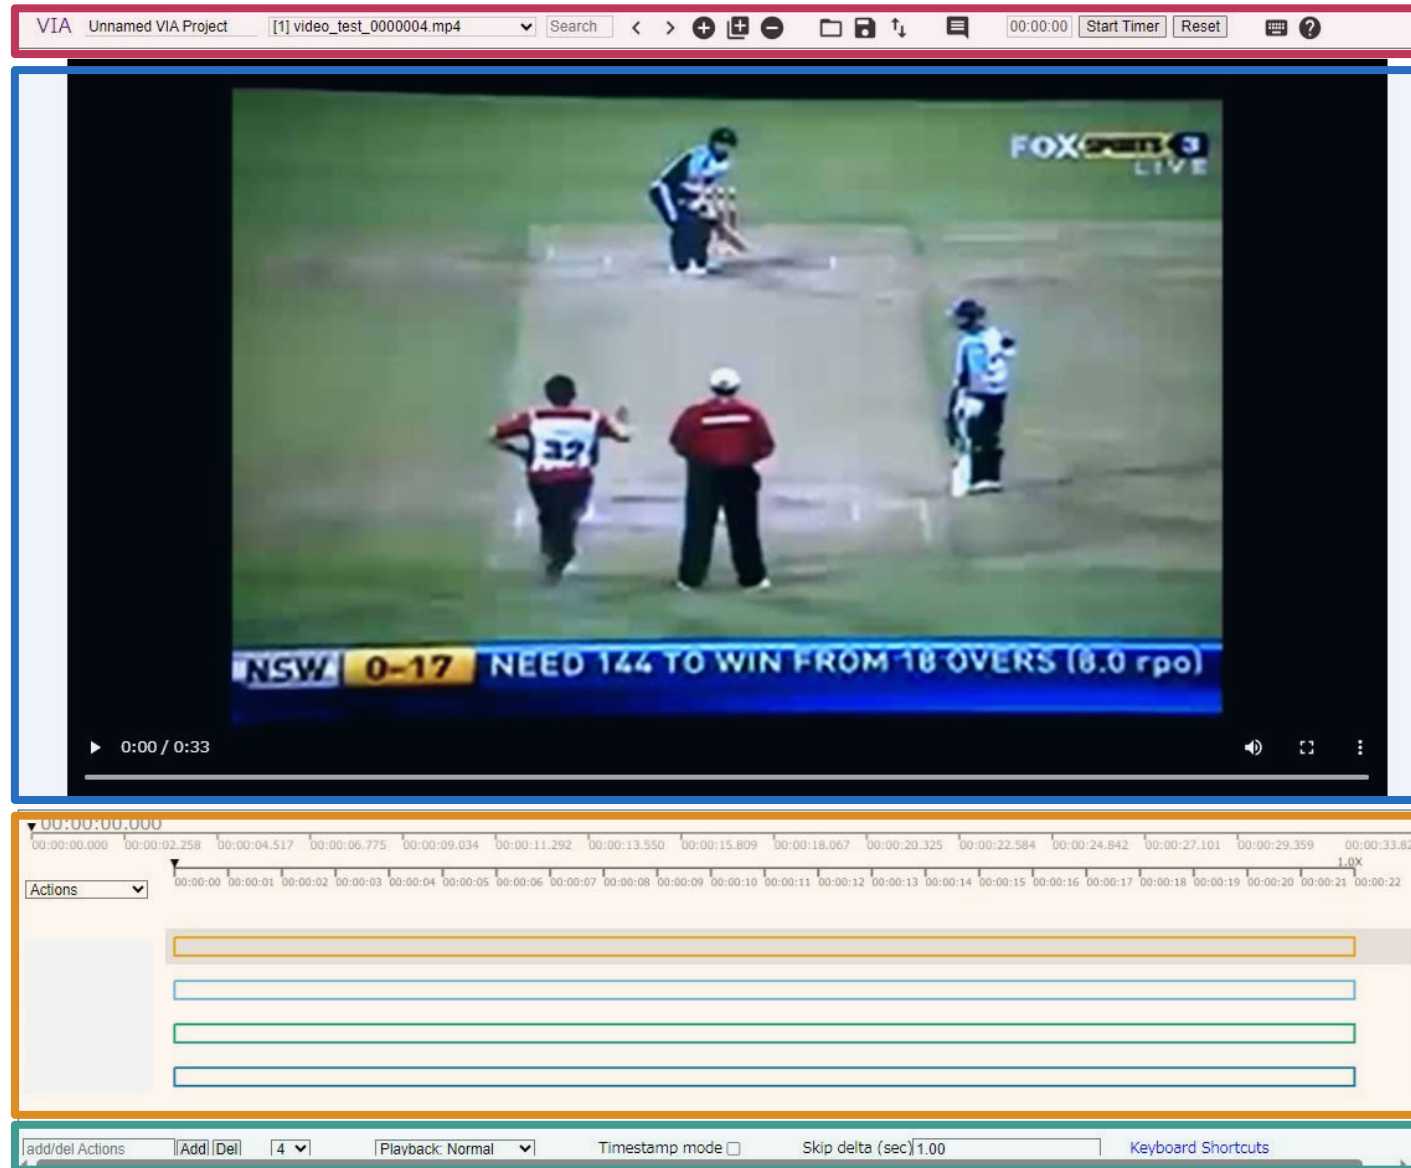 VIA Unnamed VIA Project [1] video_test_0000004.mp4 Search 00:00:00 Start Timer Reset
FOX SPORTS 3
LIVE
32
NSW 0-17 NEED 144 TO WIN FROM 18 OVERS (8.0 rpo)
0:00 / 0:33
00:00:00.000
00:00:00.000 00:00:02.258 00:00:04.517 00:00:06.775 00:00:09.034 00:00:11.292 00:00:13.550 00:00:15.809 00:00:18.067 00:00:20.325 00:00:22.584 00:00:24.842 00:00:27.101 00:00:29.359 00:00:33.82
1.0X
Actions 00:00:00 00:00:01 00:00:02 00:00:03 00:00:04 00:00:05 00:00:06 00:00:07 00:00:08 00:00:09 00:00:10 00:00:11 00:00:12 00:00:13 00:00:14 00:00:15 00:00:16 00:00:17 00:00:18 00:00:19 00:00:20 00:00:21 00:00:22
add/del Actions Add Del 4 Playback: Normal Timestamp mode Skip delta (sec) 1.00 Keyboard Shortcuts